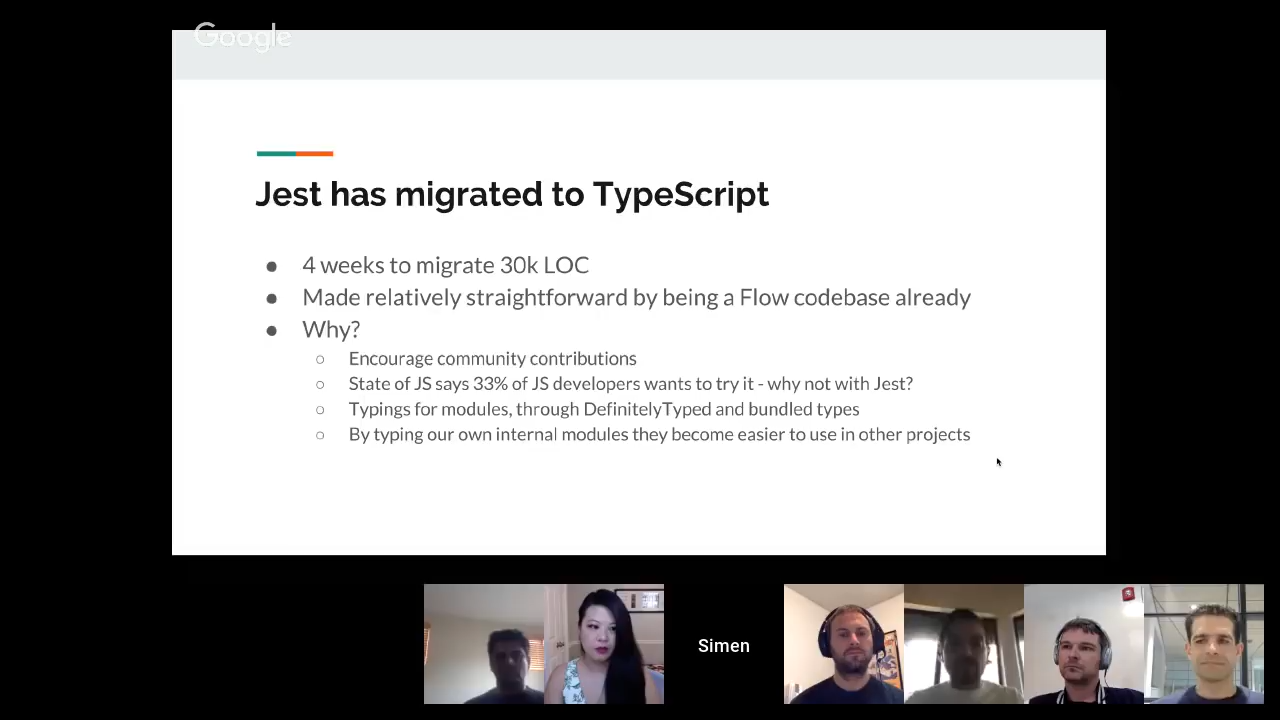 Google
Jest has migrated to TypeScript
● 4 weeks to migrate 30k LOC
● Made relatively straightforward by being a Flow codebase already
● Why?
○ Encourage community contributions
○ State of JS says 33% of JS developers wants to try it - why not with Jest?
○ Typings for modules, through DefinitelyTyped and bundled types
○ By typing our own internal modules they become easier to use in other projects
Simen